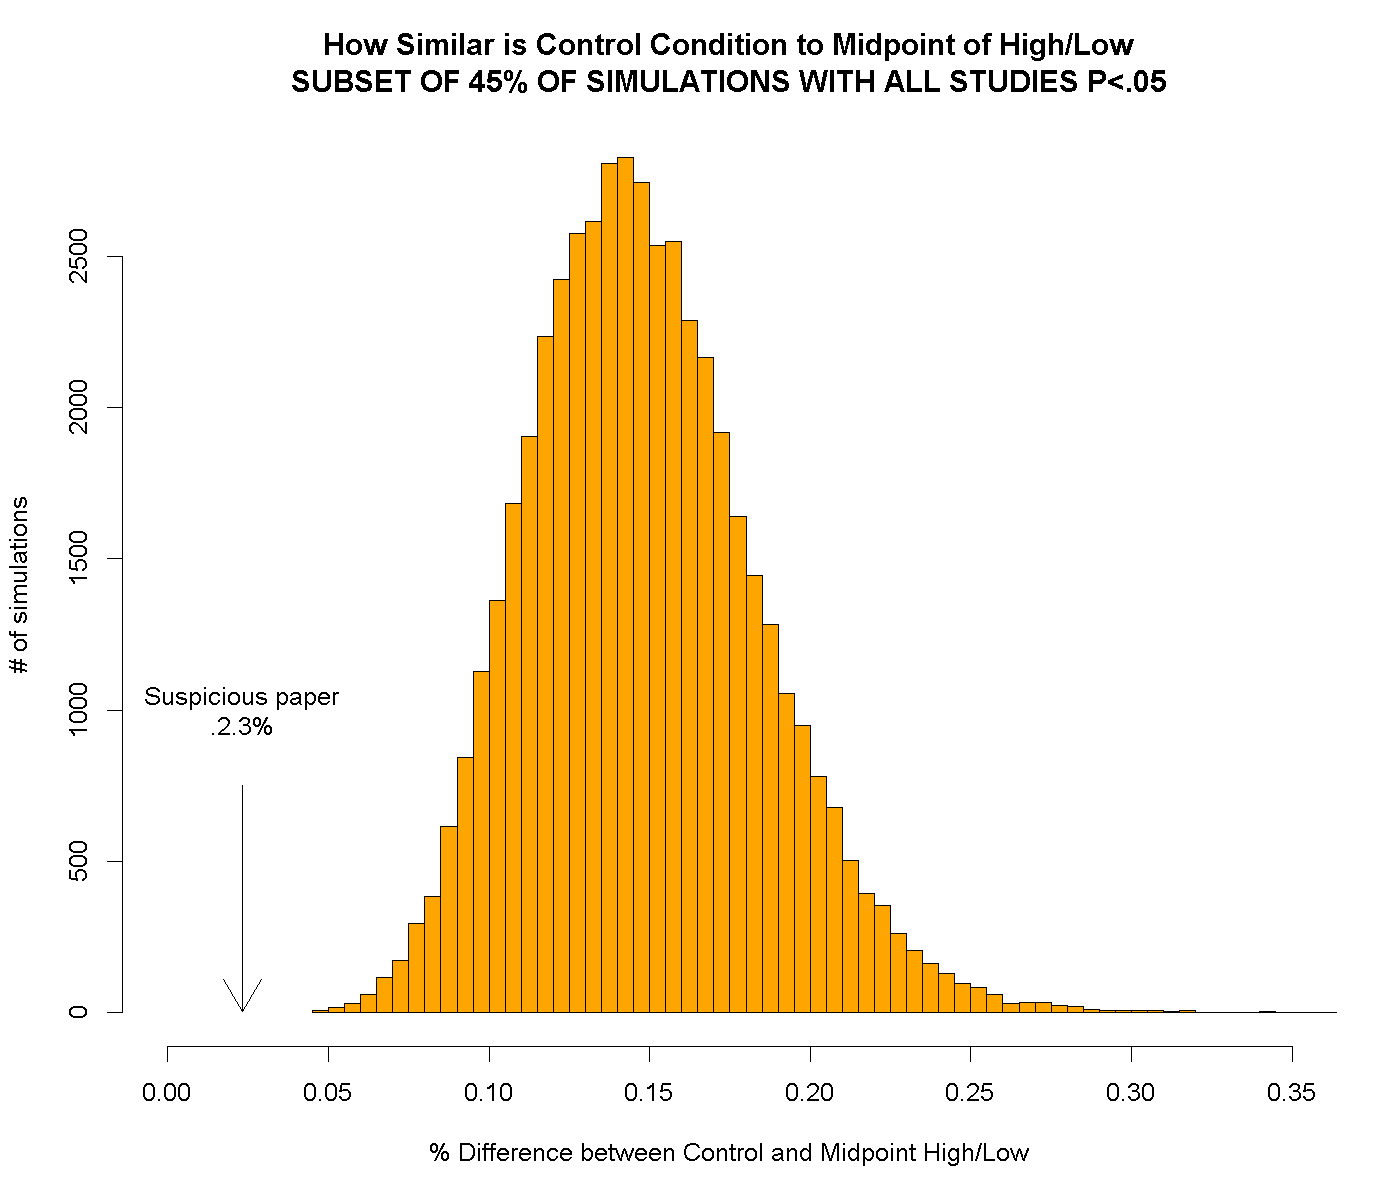 How Similar is Control Condition to Midpoint of High/Low
SUBSET OF 45% OF SIMULATIONS WITH ALL STUDIES P<.05
# of simulations
2500
2000
1500
1000
500
0
Suspicious paper
.2.3%
0.00 0.05 0.10 0.15 0.20 0.25 0.30 0.35
% Difference between Control and Midpoint High/Low